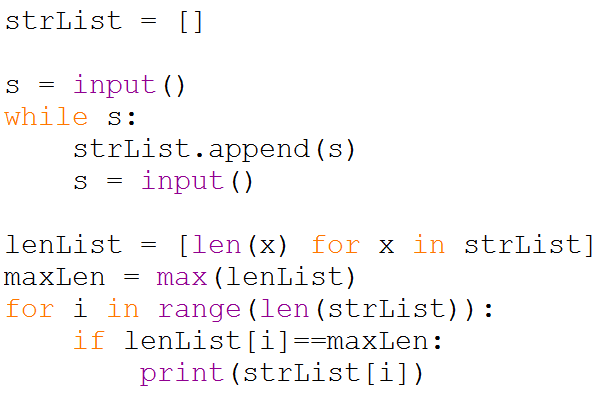 strList = []
s = input()
while s:
    strList.append(s)
    s = input()
lenList = [len(x) for x in strList]
maxLen = max(lenList)
for i in range(len(strList)):
    if lenList[i]==maxLen:
        print(strList[i])